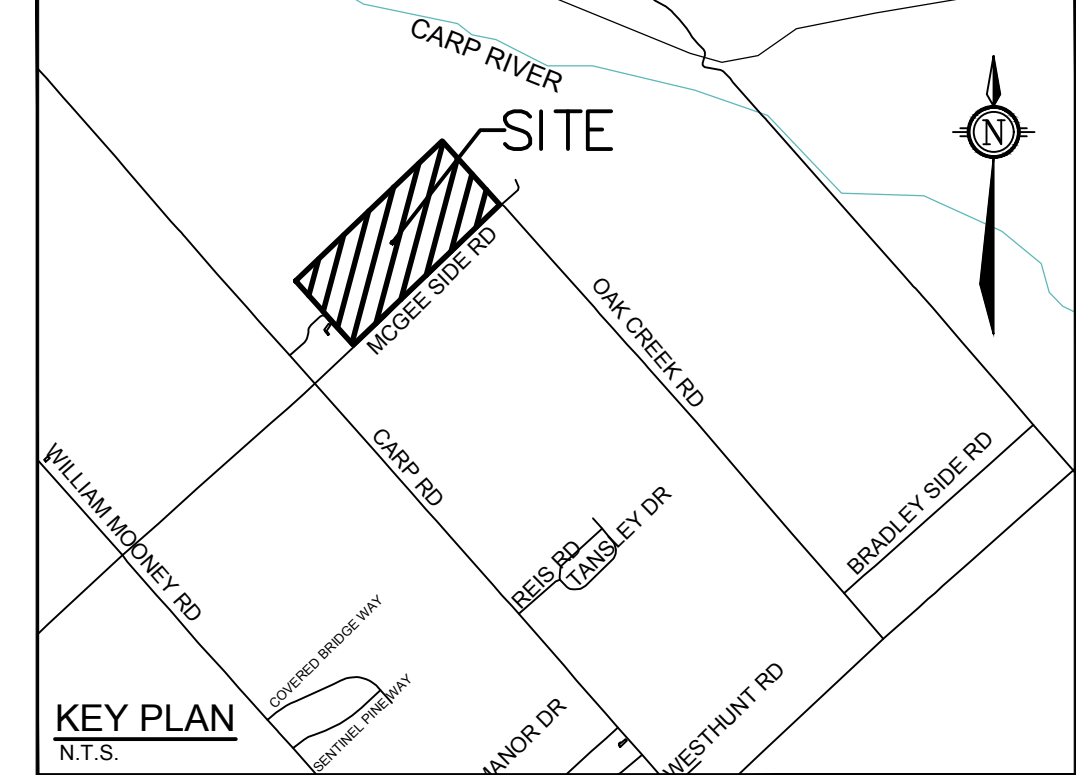 CARP RIVER
SITE
N
MCGEE SIDE RD
OAK CREEK RD
CARP RD
BRADLEY SIDE RD
WILLIAM MOONEY RD
REIS RD
TANSLEY DR
COVERED BRIDGE WAY
SENTINEL PINE WAY
MANOR DR
WESTHUNT RD
KEY PLAN
N.T.S.